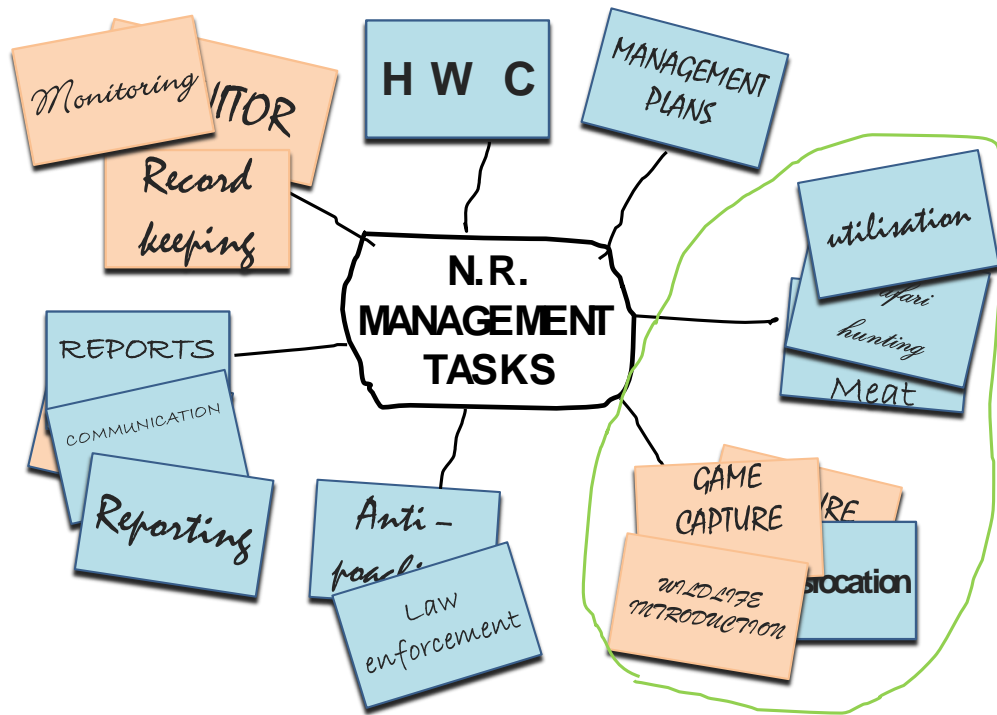 Monitoring
ITOR
Record
keeping
H W C
MANAGEMENT
PLANS
N.R.
MANAGEMENT
TASKS
utilisation
afari
hunting
Meat
REPORTS
COMMUNICATION
Reporting
Anti –
Law
enforcement
GAME
CAPTURE
URE
WILDLIFE
INTRODUCTION
slocation